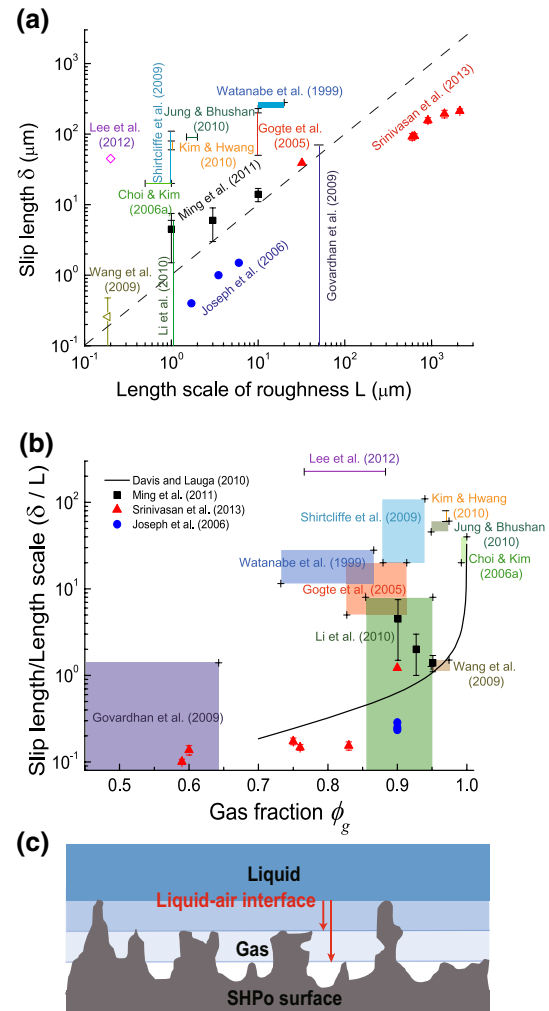 (a)
Slip length δ (μm)
10³
10²
10¹
10⁰
10⁻¹
10⁻¹
10⁰
10¹
10²
10³
Length scale of roughness L (μm)
Lee et al.
(2012)
Shirtcliffe et al. (2009)
Jung & Bhushan
(2010)
Kim & Hwang
(2010)
Watanabe et al. (1999)
Gogte et al.
(2005)
Srinivasan et al. (2013)
Choi & Kim
(2006a)
Ming et al. (2011)
Wang et al.
(2009)
Li et al. (2010)
Joseph et al. (2006)
Govardhan et al. (2009)
(b)
Slip length/Length scale (δ / L)
10²
10¹
10⁰
10⁻¹
0.5
0.6
0.7
0.8
0.9
1.0
Gas fraction ϕg
Davis and Lauga (2010)
Ming et al. (2011)
Srinivasan et al. (2013)
Joseph et al. (2006)
Lee et al. (2012)
Shirtcliffe et al. (2009)
Kim & Hwang
(2010)
Jung & Bhushan
(2010)
Choi & Kim
(2006a)
Watanabe et al. (1999)
Gogte et al. (2005)
Li et al. (2010)
Wang et al.
(2009)
Govardhan et al. (2009)
(c)
Liquid
Liquid-air interface
Gas
SHPo surface